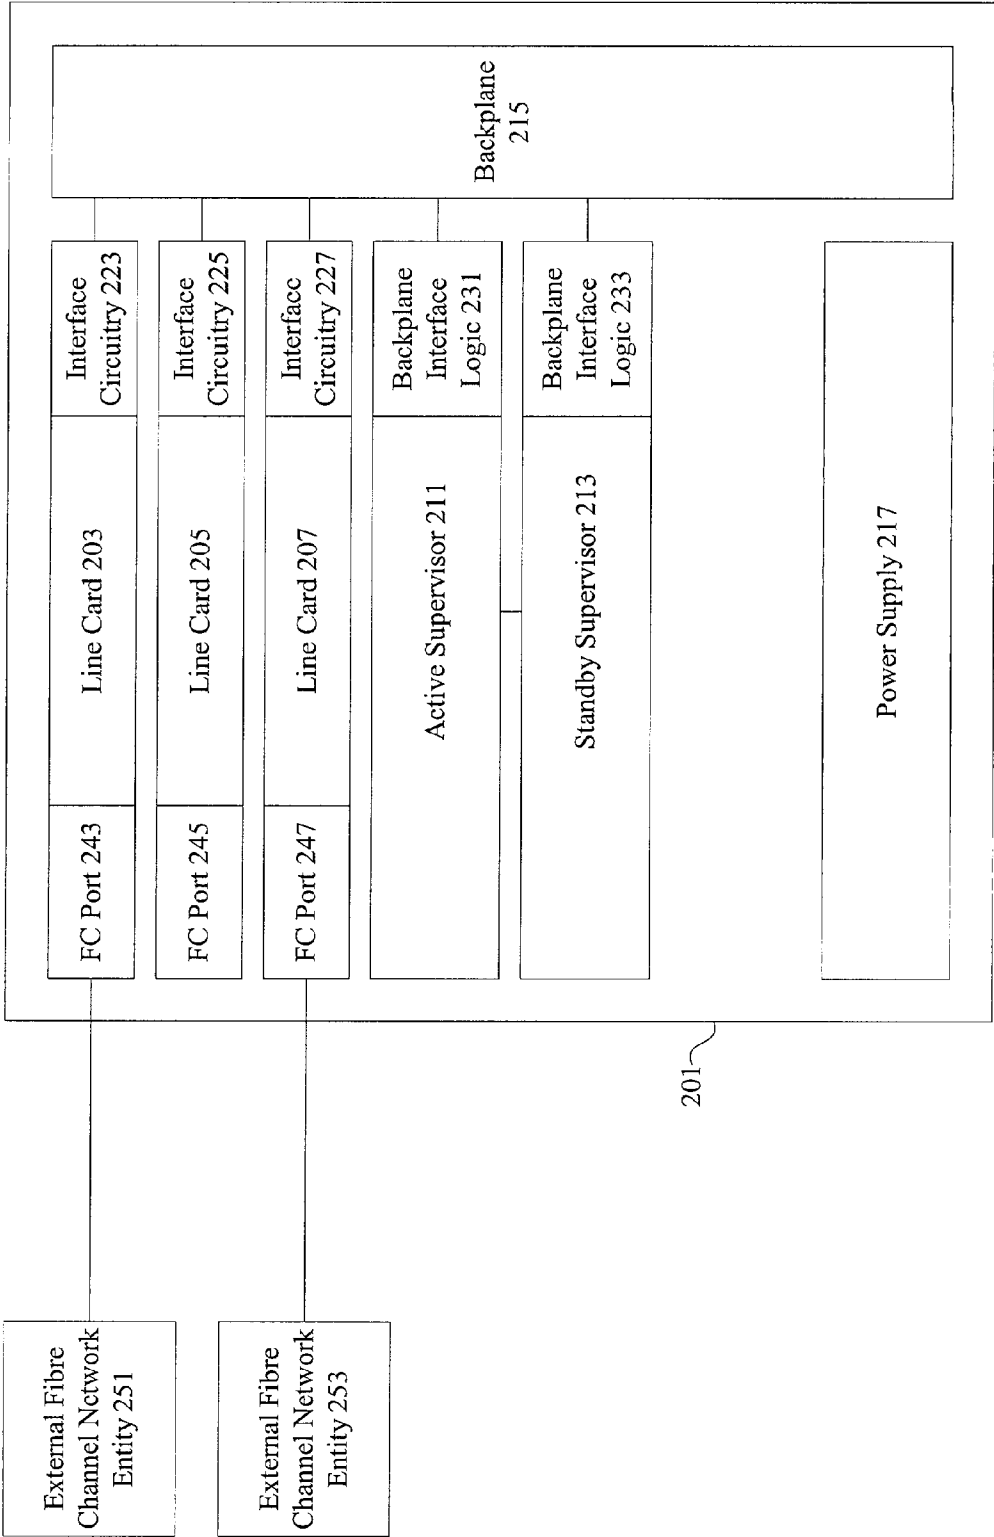 External Fibre
Channel Network
Entity 251
External Fibre
Channel Network
Entity 253
201
FC Port 243
Line Card 203
Interface
Circuitry 223
FC Port 245
Line Card 205
Interface
Circuitry 225
FC Port 247
Line Card 207
Interface
Circuitry 227
Active Supervisor 211
Backplane
Interface
Logic 231
Standby Supervisor 213
Backplane
Interface
Logic 233
Power Supply 217
Backplane
215